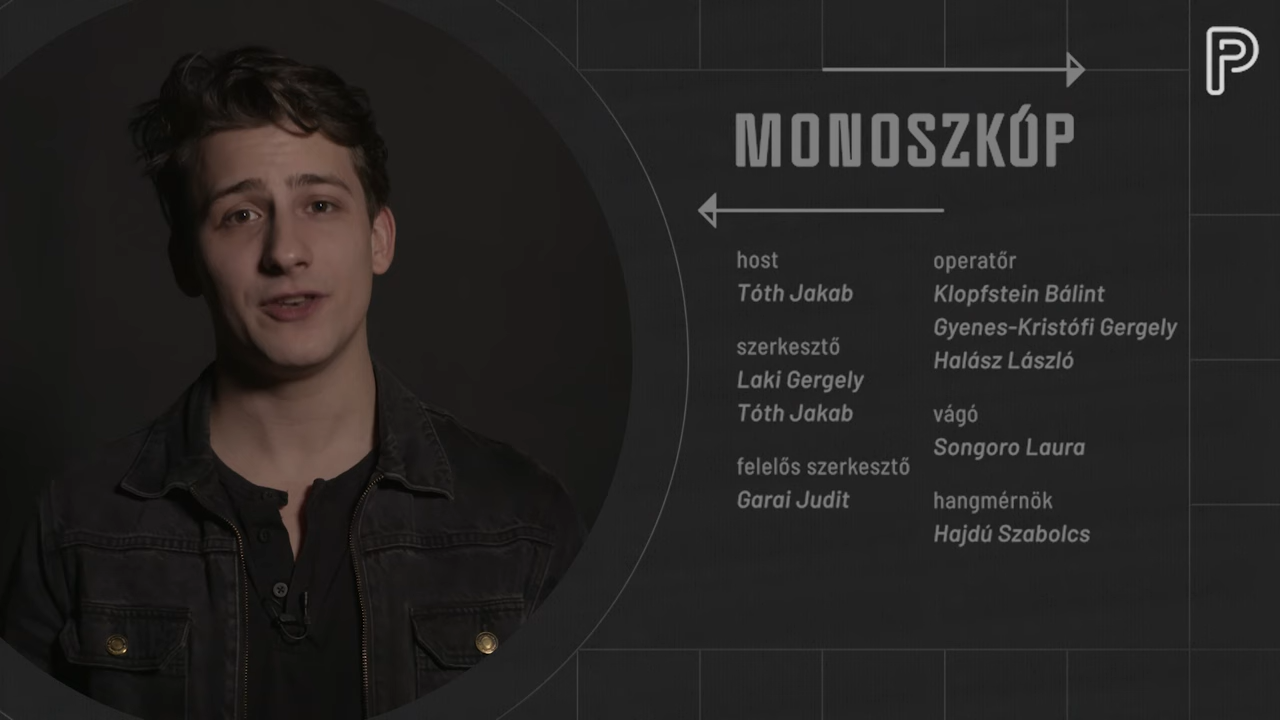 P
MONOSZKÓP
host
Tóth Jakab
szerkesztő
Laki Gergely
Tóth Jakab
felelős szerkesztő
Garai Judit
operatőr
Klopfstein Bálint
Gyenes-Kristófi Gergely
Halász László
vágó
Songoro Laura
hangmérnök
Hajdú Szabolcs